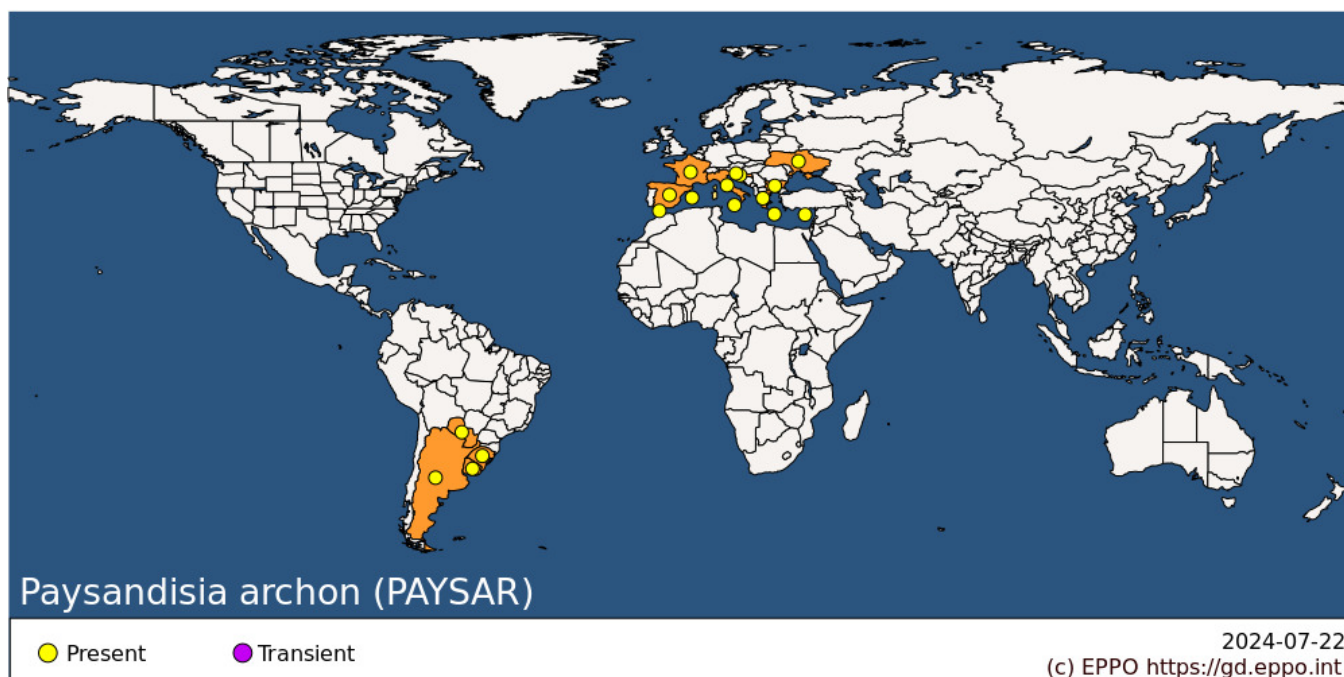 Paysandisia archon (PAYSAR)
Present
Transient
2024-07-22
(c) EPPO https://gd.eppo.int